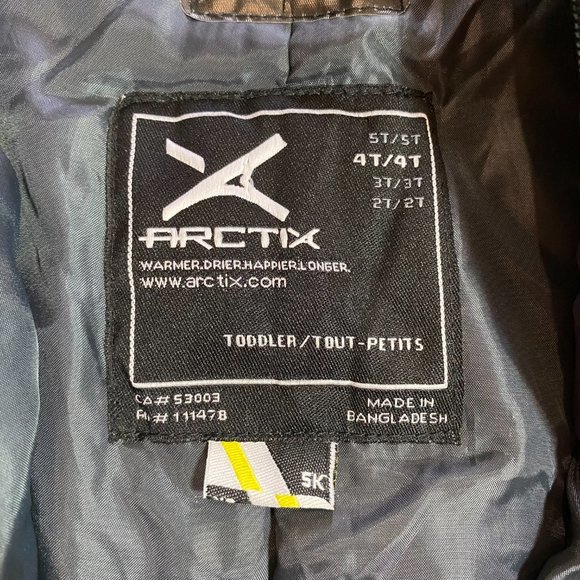 5T/5T
4T/4T
3T/3T
2T/2T
ARCTIX
WARMER.DRIER.HAPPIER.LONGER.
www.arctix.com
TODDLER/TOUT-PETITS
CA# 53003
# 111478
MADE IN
BANGLADESH
5K